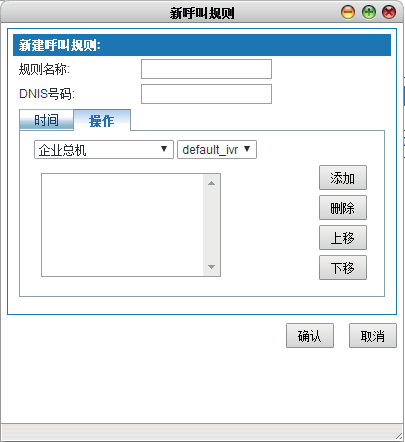 新呼叫规则
新建呼叫规则:
规则名称:
DNIS号码:
时间 操作
企业总机 default_ivr
添加
删除
上移
下移
确认 取消